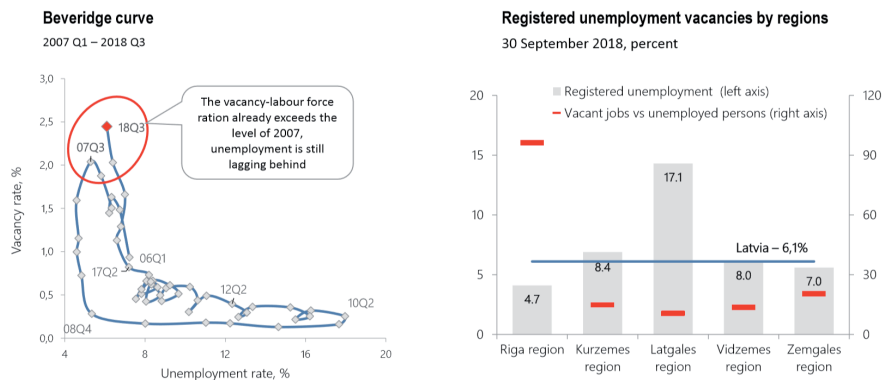 Beveridge curve
2007 Q1 – 2018 Q3
3,0
2,5
2,0
1,5
1,0
0,5
0,0
Vacancy rate, %
4
8
12
16
20
Unemployment rate, %
18Q3
07Q3
06Q1
17Q2
12Q2
10Q2
08Q4
The vacancy-labour force
ration already exceeds the
level of 2007,
unemployment is still
lagging behind
Registered unemployment vacancies by regions
30 September 2018, percent
Registered unemployment (left axis)
Vacant jobs vs unemployed persons (right axis)
20
15
10
5
0
120
90
60
30
0
Latvia – 6,1%
4.7
8.4
17.1
8.0
7.0
Riga region
Kurzemes
region
Latgales
region
Vidzemes
region
Zemgales
region